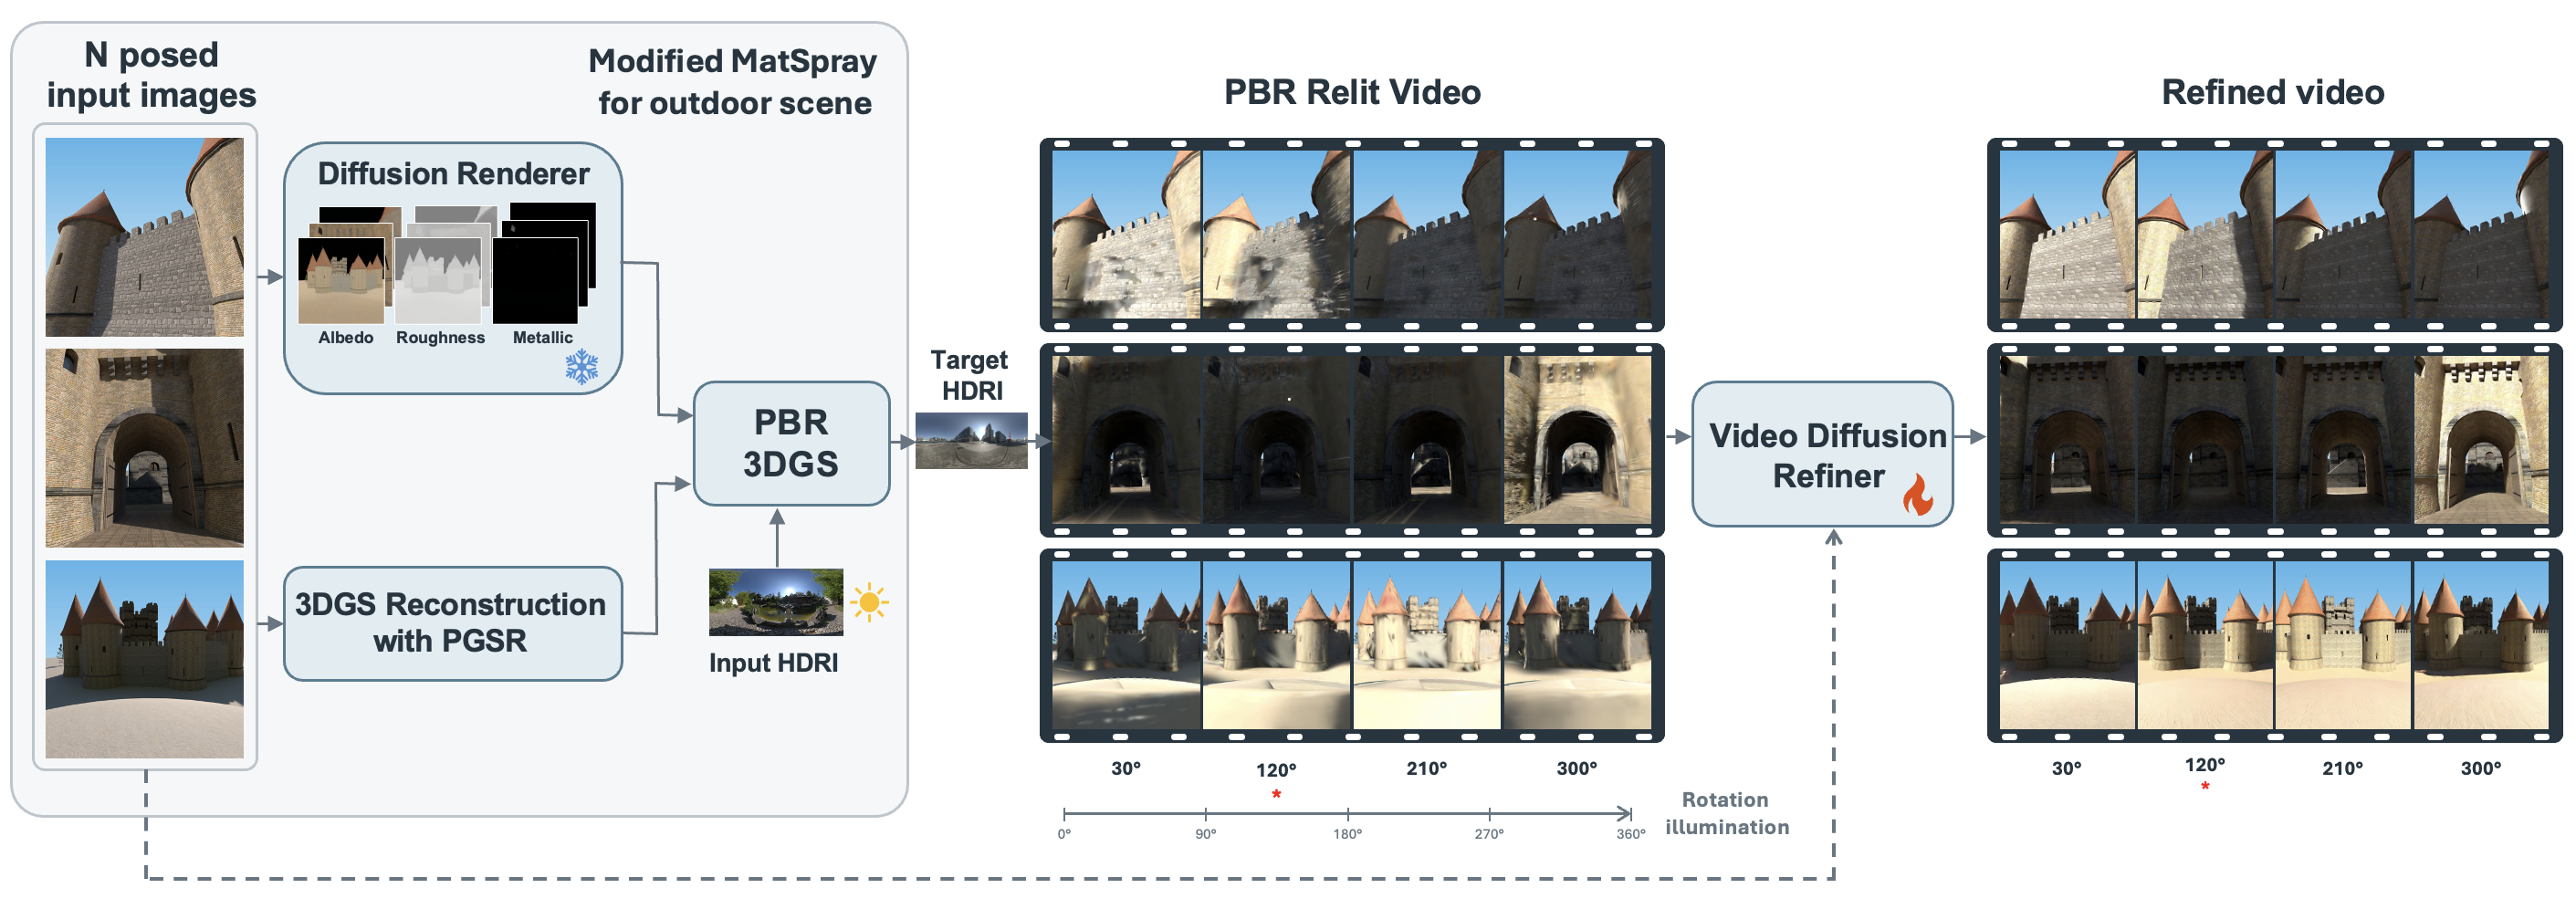 N posed
input images
Modified MatSpray
for outdoor scene
Diffusion Renderer
Albedo
Roughness
Metallic
3DGS Reconstruction
with PGSR
PBR
3DGS
Input HDRI
Target
HDRI
PBR Relit Video
30°
120°
210°
300°
*
0°
90°
180°
270°
360°
Rotation
illumination
Video Diffusion
Refiner
Refined video
30°
120°
210°
300°
*